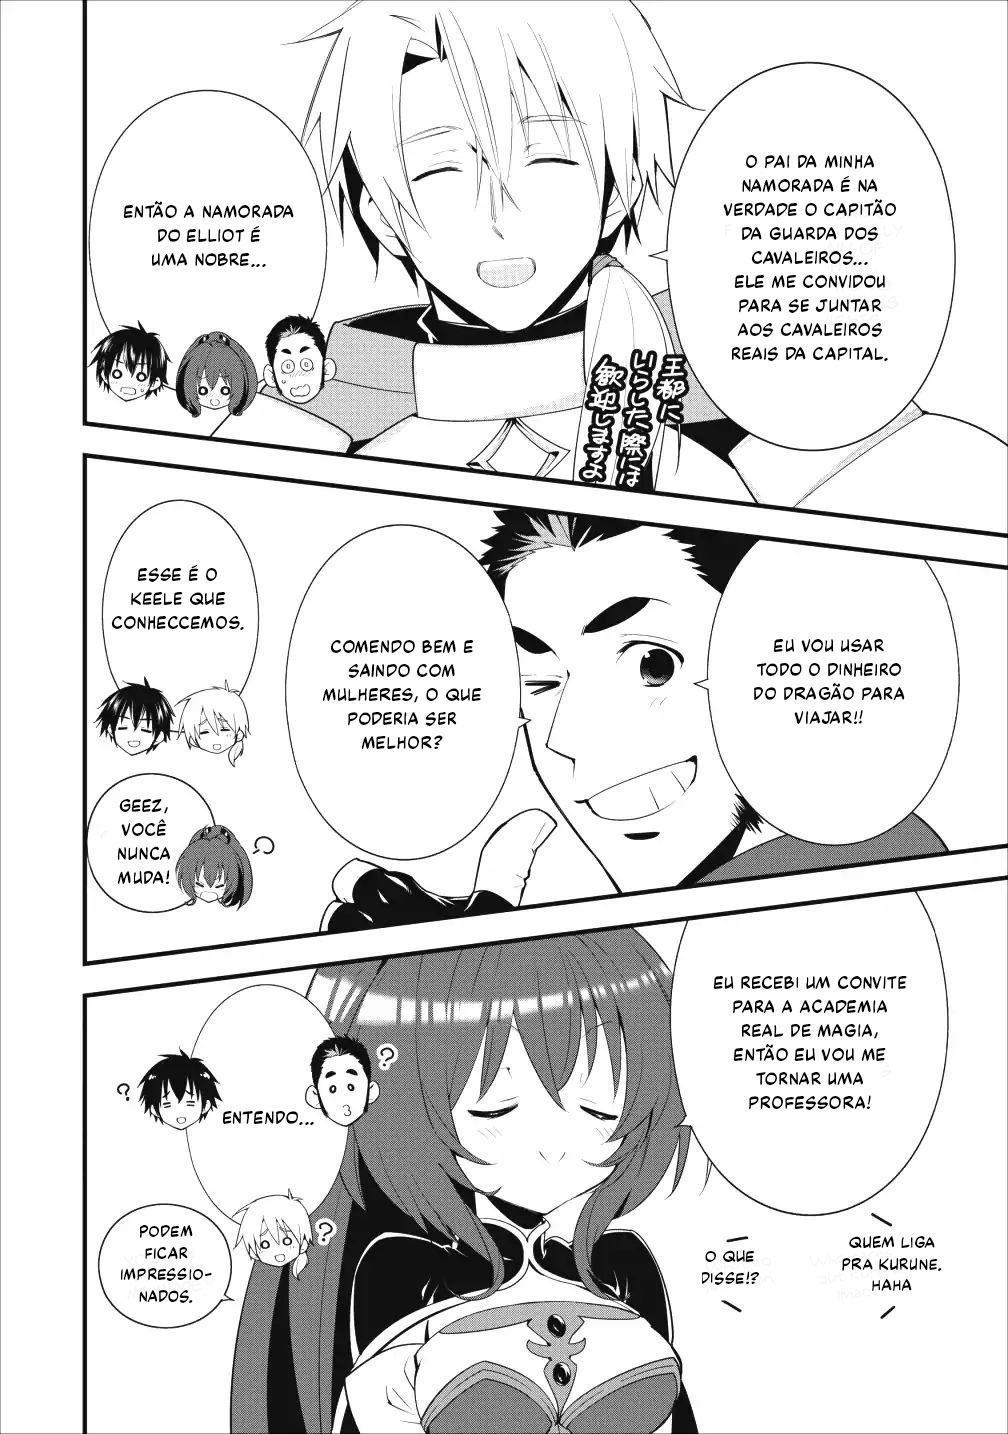 O PAI DA MINHA
NAMORADA É NA
VERDADE O CAPITÃO
DA GUARDA DOS
CAVALEIROS...
ELE ME CONVIDOU
PARA SE JUNTAR
AOS CAVALEIROS
REAIS DA CAPITAL.
王都に
いらした際には
歓迎しますよ
ENTÃO A NAMORADA
DO ELLIOT É
UMA NOBRE...
EU VOU USAR
TODO O DINHEIRO
DO DRAGÃO PARA
VIAJAR!!
COMENDO BEM E
SAINDO COM
MULHERES, O QUE
PODERIA SER
MELHOR?
ESSE É O
KEELE QUE
CONHECCEMOS.
GEEZ,
VOCÊ
NUNCA
MUDA!
EU RECEBI UM CONVITE
PARA A ACADEMIA
REAL DE MAGIA,
ENTÃO EU VOU ME
TORNAR UMA
PROFESSORA!
?
?
ENTENDO...
?
PODEM
FICAR
IMPRESSIO-
NADOS.
QUEM LIGA
PRA KURUNE.
HAHA
O QUE
DISSE!?